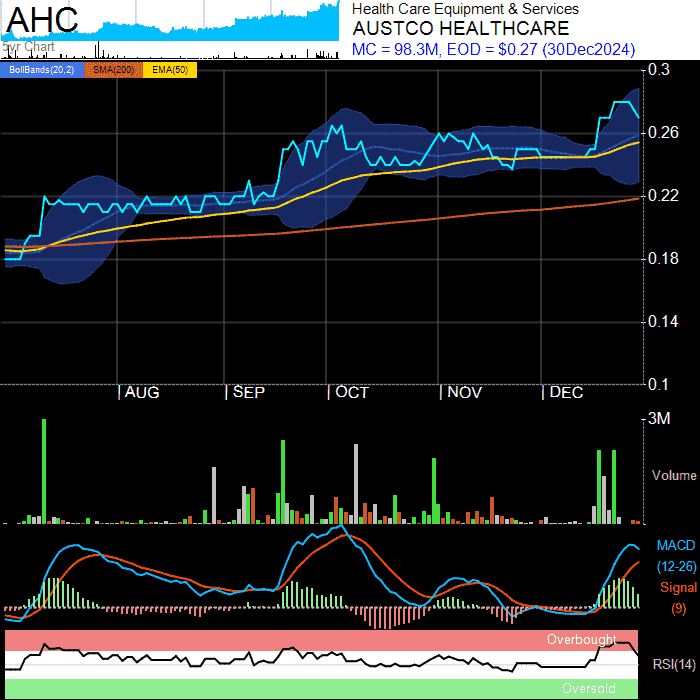 AHC
5yr Chart
Health Care Equipment & Services
AUSTCO HEALTHCARE
MC = 98.3M, EOD = $0.27 (30Dec2024)
BollBands(20,2) SMA(200) EMA(50)
0.3
0.26
0.22
0.18
0.14
0.1
AUG SEP OCT NOV DEC
3M
Volume
MACD
(12-26)
Signal
(9)
Overbought
RSI(14)
Oversold